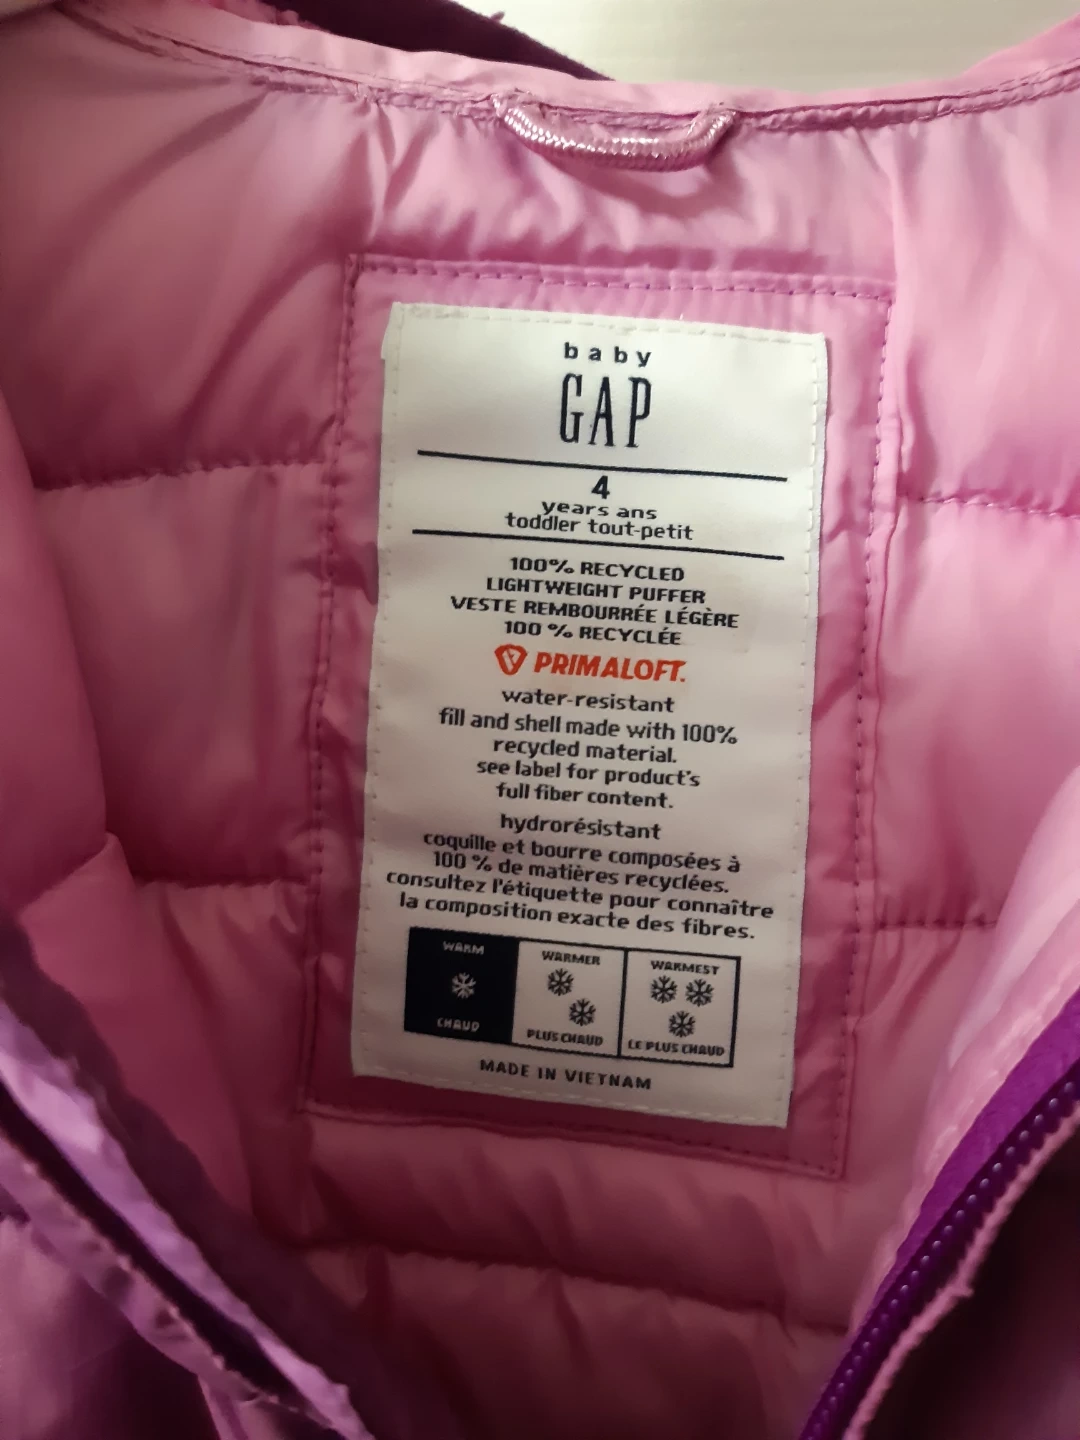 baby
GAP
4
years ans
toddler tout-petit
100% RECYCLED
LIGHTWEIGHT PUFFER
VESTE REMBOURRÉE LÉGÈRE
100 % RECYCLÉE
PRIMALOFT.
water-resistant
fill and shell made with 100%
recycled material.
see label for product's
full fiber content.
hydrorésistant
coquille et bourre composées à
100 % de matières recyclées.
consultez l'étiquette pour connaître
la composition exacte des fibres.
WARM WARMER WARMEST
CHAUD PLUS CHAUD LE PLUS CHAUD
MADE IN VIETNAM